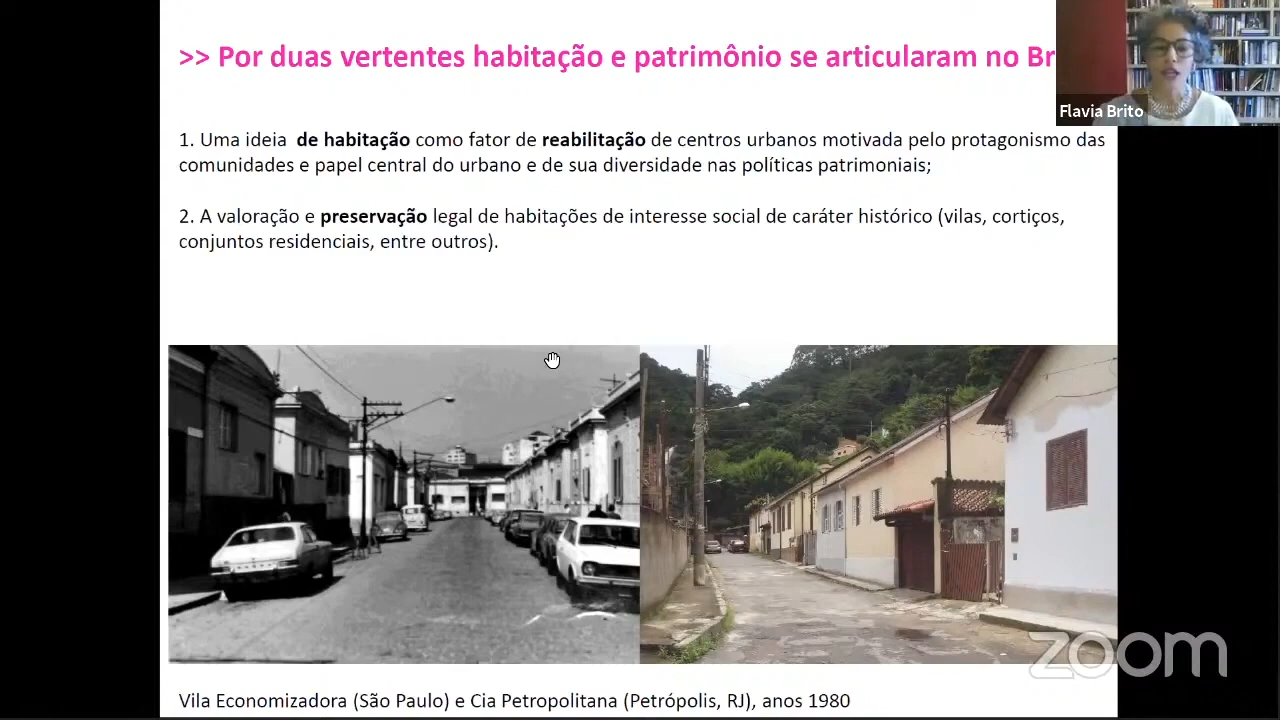 >> Por duas vertentes habitação e patrimônio se articularam no Br
Flavia Brito
1. Uma ideia de habitação como fator de reabilitação de centros urbanos motivada pelo protagonismo das
comunidades e papel central do urbano e de sua diversidade nas políticas patrimoniais;
2. A valoração e preservação legal de habitações de interesse social de caráter histórico (vilas, cortiços,
conjuntos residenciais, entre outros).
zoom
Vila Economizadora (São Paulo) e Cia Petropolitana (Petrópolis, RJ), anos 1980